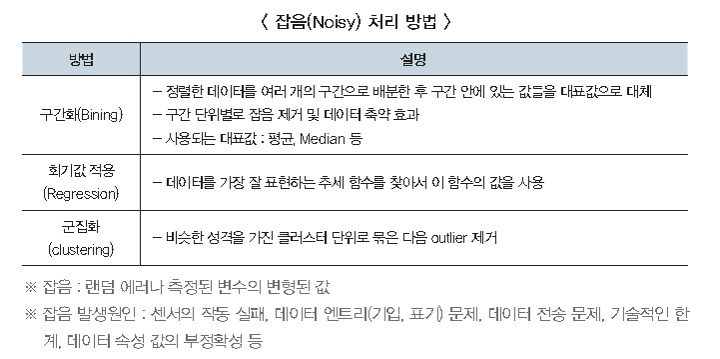 < 잡음(Noisy) 처리 방법 >
방법 설명
구간화(Bining)
– 정렬한 데이터를 여러 개의 구간으로 배분한 후 구간 안에 있는 값들을 대표값으로 대체
– 구간 단위별로 잡음 제거 및 데이터 축약 효과
– 사용되는 대표값 : 평균, Median 등
회기값 적용
(Regression)
– 데이터를 가장 잘 표현하는 추세 함수를 찾아서 이 함수의 값을 사용
군집화
(clustering)
– 비슷한 성격을 가진 클러스터 단위로 묶은 다음 outlier 제거
※ 잡음 : 랜덤 에러나 측정된 변수의 변형된 값
※ 잡음 발생원인 : 센서의 작동 실패, 데이터 엔트리(기입, 표기) 문제, 데이터 전송 문제, 기술적인 한
계, 데이터 속성 값의 부정확성 등